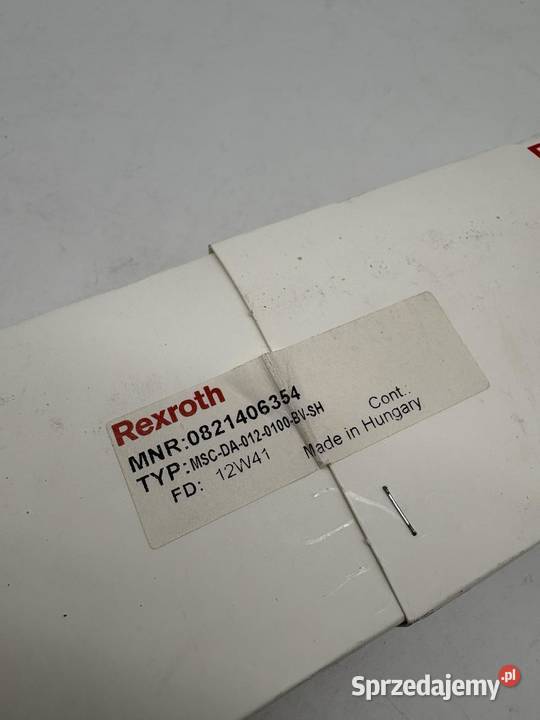 Rexroth
MNR:0821406354
TYP:MSC-DA-012-0100-BV-SH
FD: 12W41
Cont..
Made in Hungary
Sprzedajemy.pl